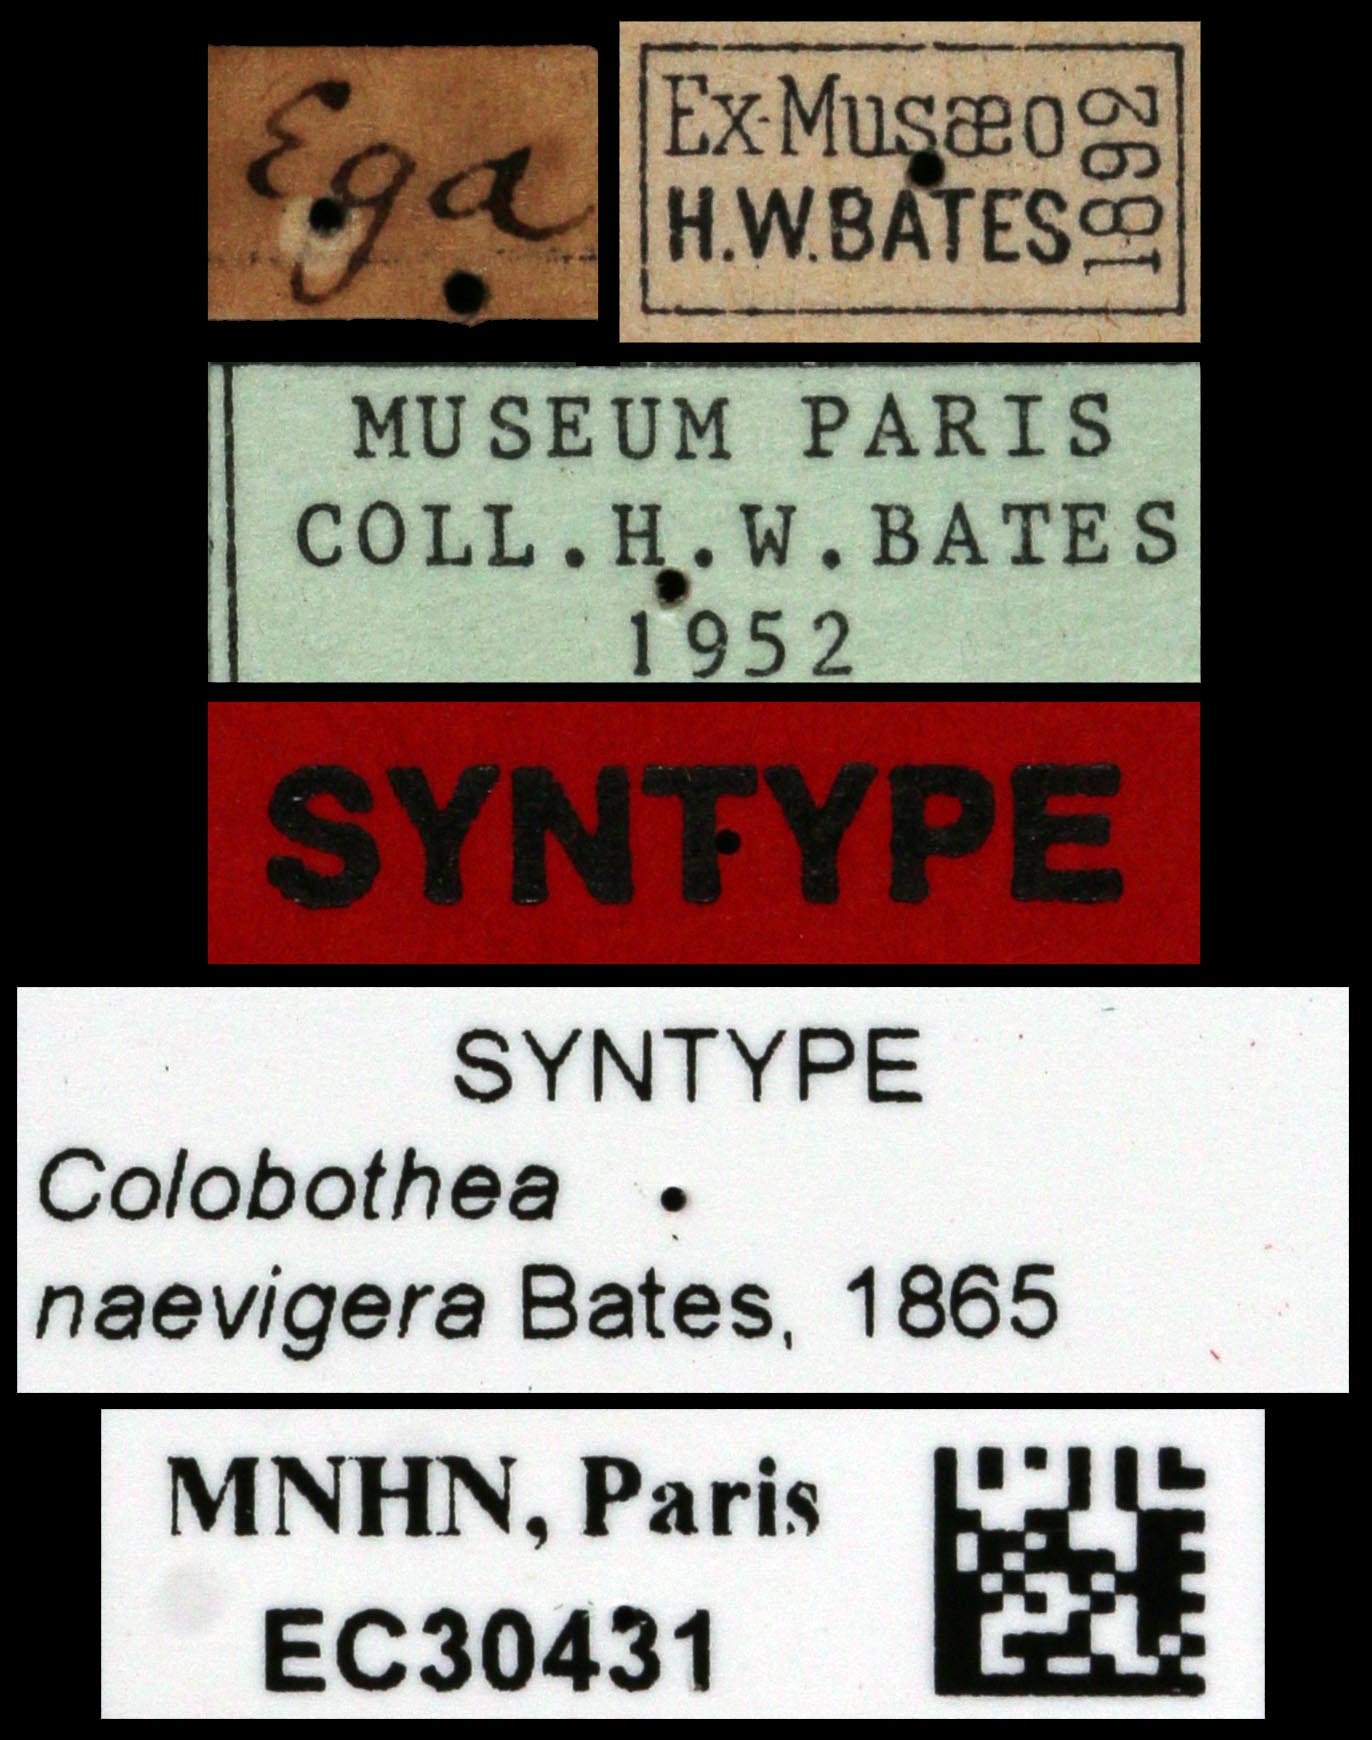 Ega
Ex-Musæo
H.W.BATES
1892
MUSEUM PARIS
COLL.H.W.BATES
1952
SYNTYPE
SYNTYPE
Colobothea
naevigera Bates, 1865
MNHN, Paris
EC30431